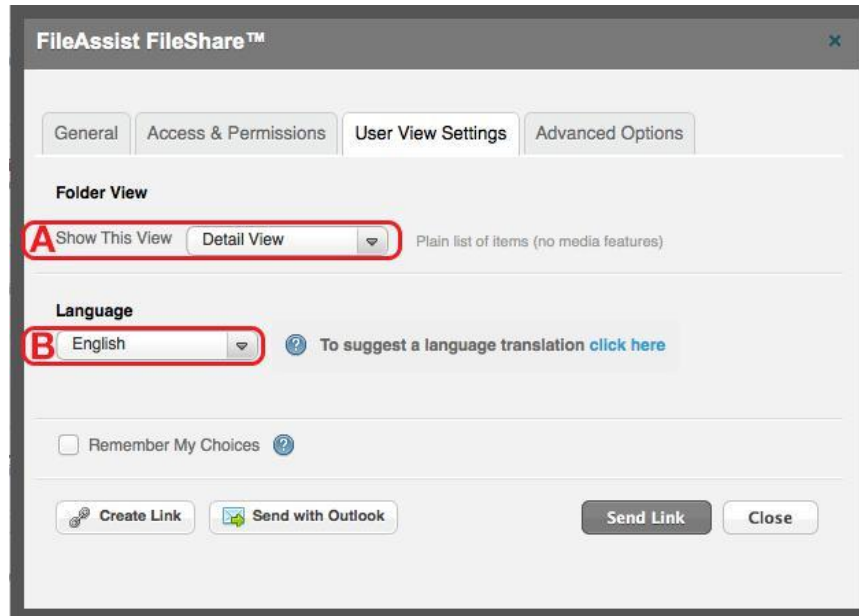 FileAssist FileShare™ ×
General Access & Permissions User View Settings Advanced Options
Folder View
A Show This View Detail View Plain list of items (no media features)
Language
B English ? To suggest a language translation click here
Remember My Choices ?
Create Link Send with Outlook Send Link Close